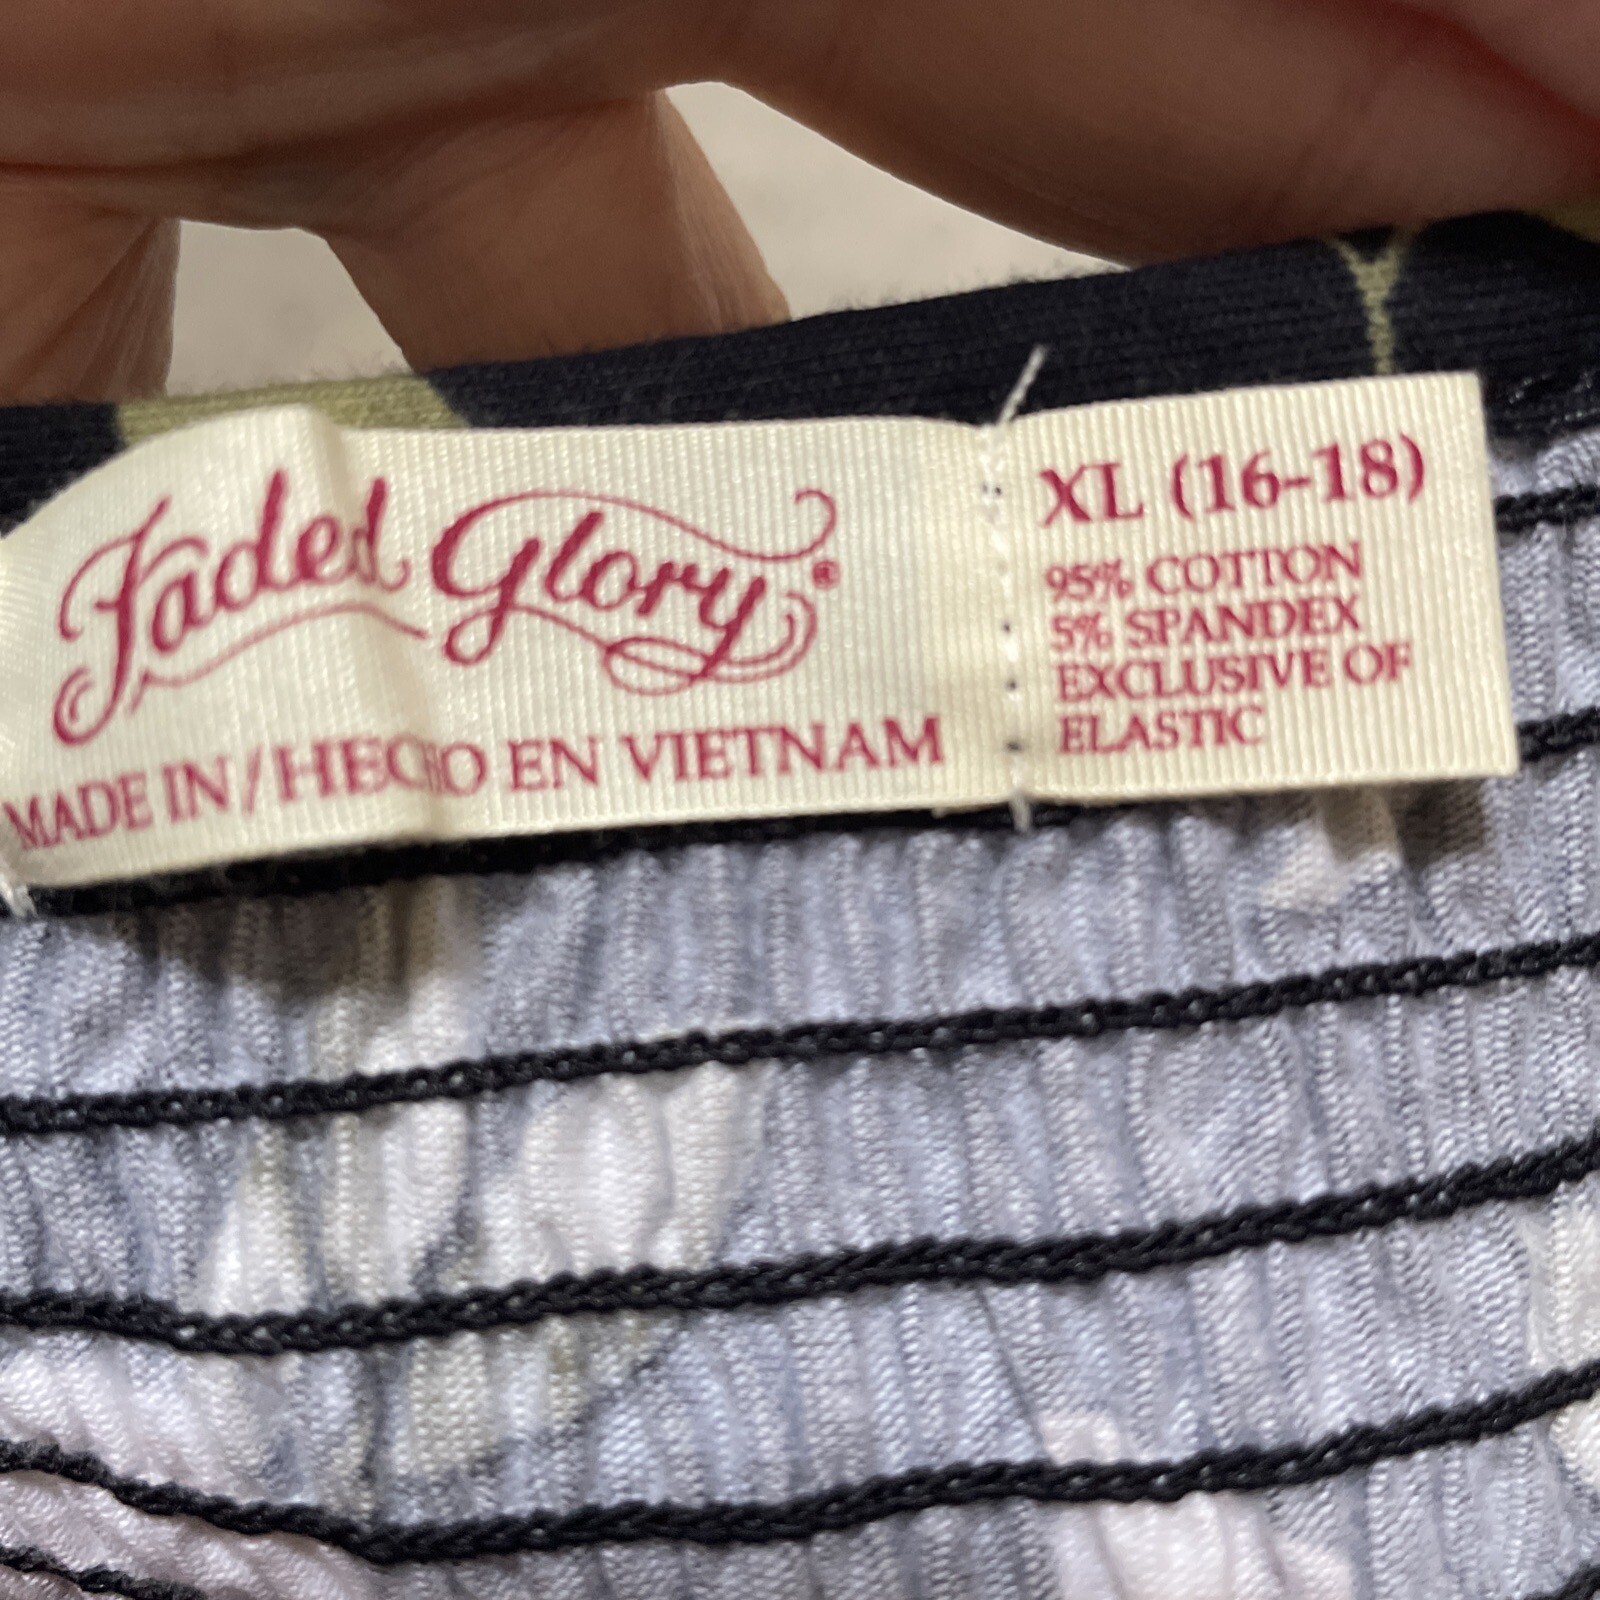 Faded Glory®
MADE IN/HECHO EN VIETNAM
XL (16-18)
95% COTTON
5% SPANDEX
EXCLUSIVE OF
ELASTIC